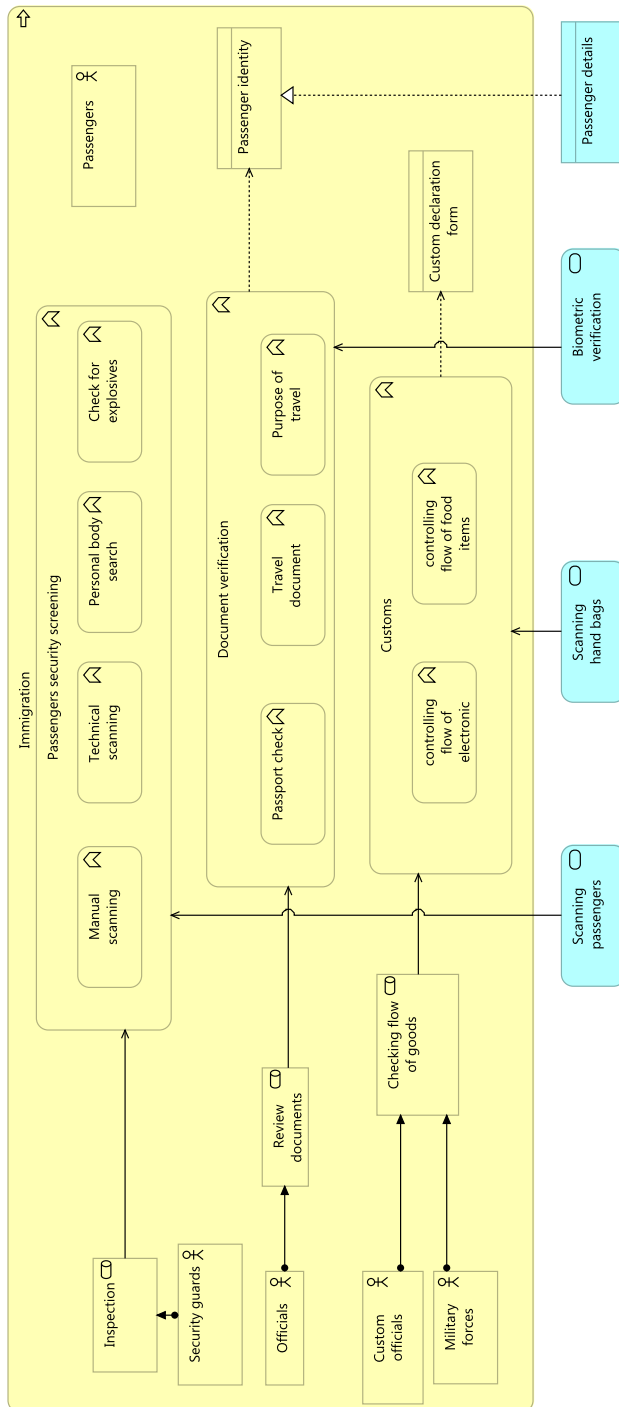 Immigration
Passengers security screening
Manual
scanning
Technical
scanning
Personal body
search
Check for
explosives
Passengers
Inspection
Security guards
Document verification
Passport check
Travel
document
Purpose of
travel
Passenger identity
Officials
Review
documents
Customs
controlling
flow of
electronic
controlling
flow of food
items
Custom declaration
form
Custom
officials
Military
forces
Checking flow
of goods
Scanning
passengers
Scanning
hand bags
Biometric
verification
Passenger details